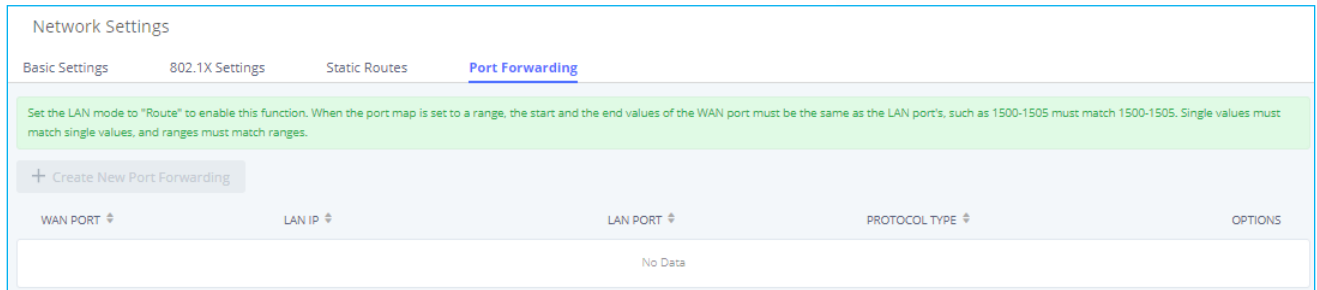 Network Settings
Basic Settings 802.1X Settings Static Routes Port Forwarding
Set the LAN mode to "Route" to enable this function. When the port map is set to a range, the start and the end values of the WAN port must be the same as the LAN port's, such as 1500-1505 must match 1500-1505. Single values must
match single values, and ranges must match ranges.
+ Create New Port Forwarding
WAN PORT LAN IP LAN PORT PROTOCOL TYPE OPTIONS
No Data